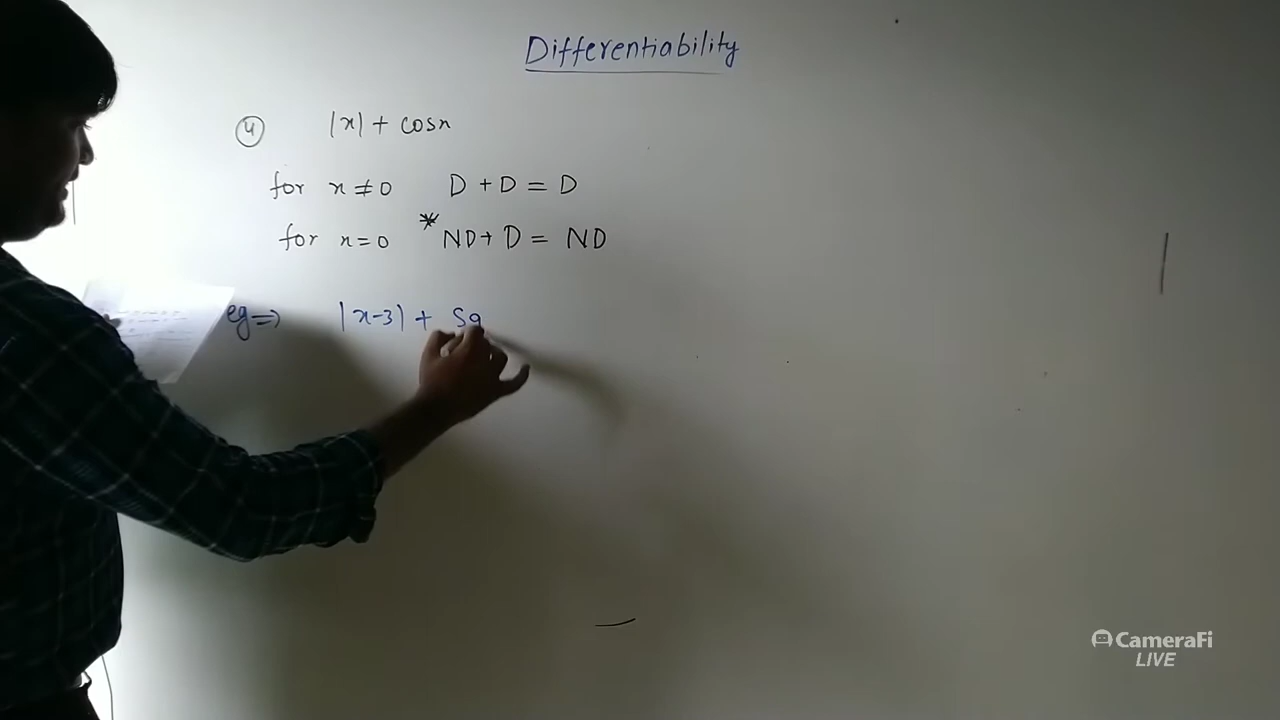 Differentiability
4 |x| + cosx
for x ≠ 0 D + D = D
for x = 0 *ND + D = ND
eg ⇒ |x-3| + Sg
CameraFi
LIVE